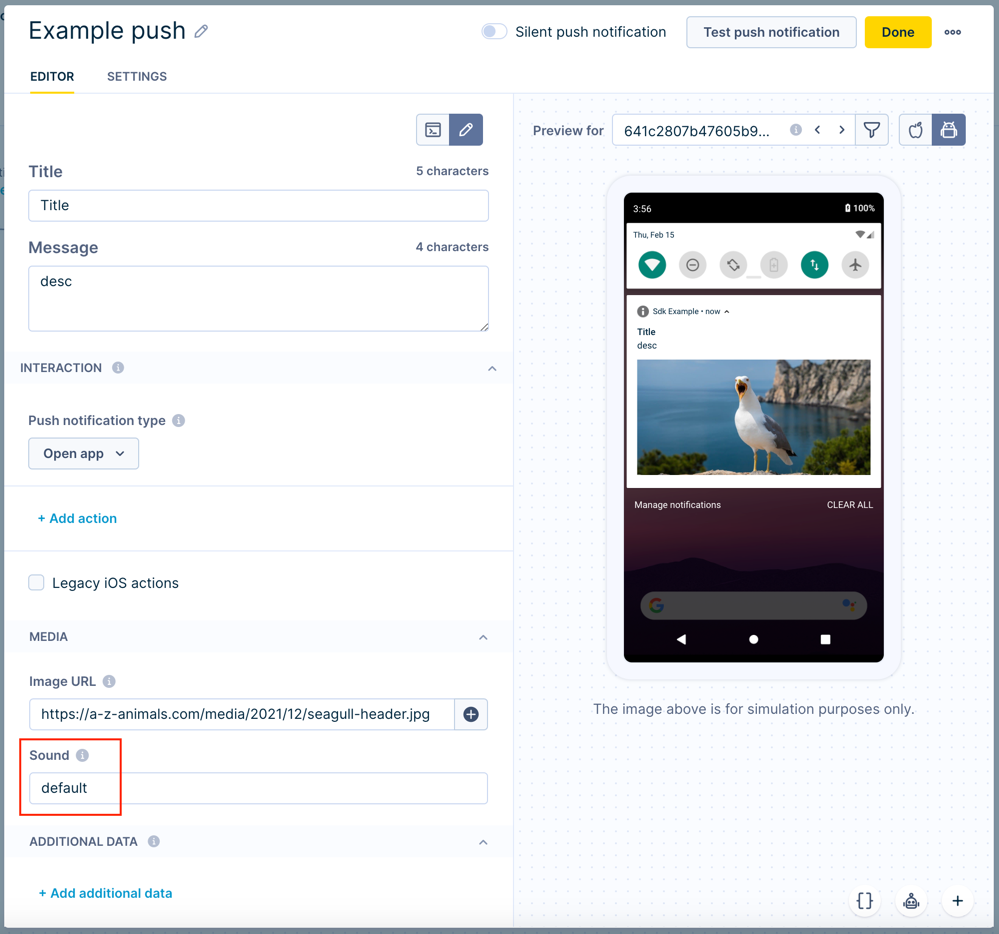 Example push
Silent push notification
Test push notification
Done
EDITOR
SETTINGS
Title
5 characters
Title
Message
4 characters
desc
INTERACTION
Push notification type
Open app
+ Add action
Legacy iOS actions
MEDIA
Image URL
https://a-z-animals.com/media/2021/12/seagull-header.jpg
Sound
default
ADDITIONAL DATA
+ Add additional data
Preview for
641c2807b47605b9...
3:56
100%
Thu, Feb 15
Sdk Example • now
Title
desc
Manage notifications
CLEAR ALL
The image above is for simulation purposes only.